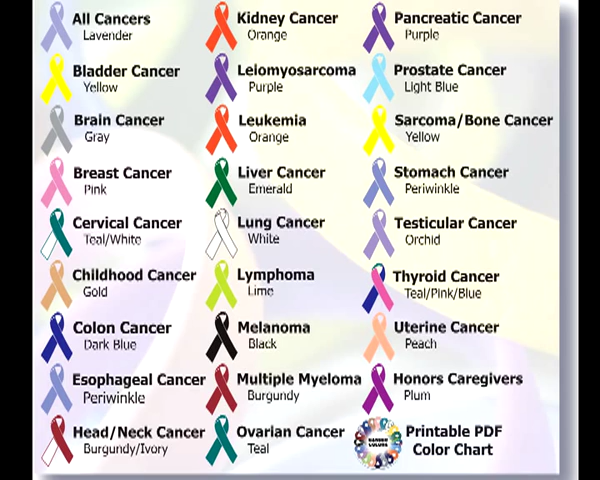 All Cancers
Lavender
Bladder Cancer
Yellow
Brain Cancer
Gray
Breast Cancer
Pink
Cervical Cancer
Teal/White
Childhood Cancer
Gold
Colon Cancer
Dark Blue
Esophageal Cancer
Periwinkle
Head/Neck Cancer
Burgundy/Ivory
Kidney Cancer
Orange
Leiomyosarcoma
Purple
Leukemia
Orange
Liver Cancer
Emerald
Lung Cancer
White
Lymphoma
Lime
Melanoma
Black
Multiple Myeloma
Burgundy
Ovarian Cancer
Teal
Pancreatic Cancer
Purple
Prostate Cancer
Light Blue
Sarcoma/Bone Cancer
Yellow
Stomach Cancer
Periwinkle
Testicular Cancer
Orchid
Thyroid Cancer
Teal/Pink/Blue
Uterine Cancer
Peach
Honors Caregivers
Plum
CANCER
COLORS
Printable PDF
Color Chart